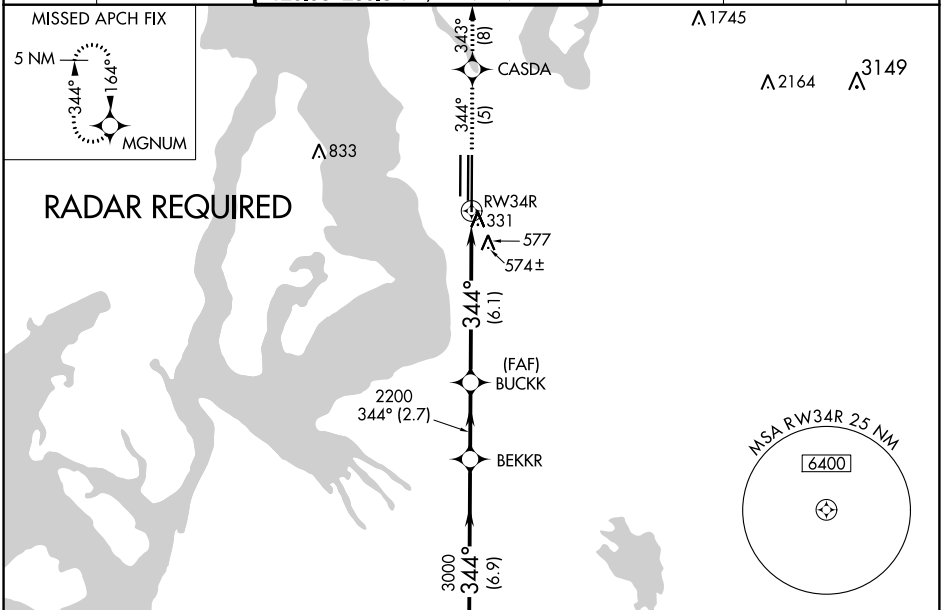 MISSED APCH FIX
5 NM
344°
164°
MGNUM
RADAR REQUIRED
833
343°
(8)
CASDA
344°
(5)
1745
2164
3149
RW34R
331
577
574±
344°
(6.1)
(FAF)
BUCKK
2200
344° (2.7)
BEKKR
3000
344°
(6.9)
MSA RW34R 25 NM
6400